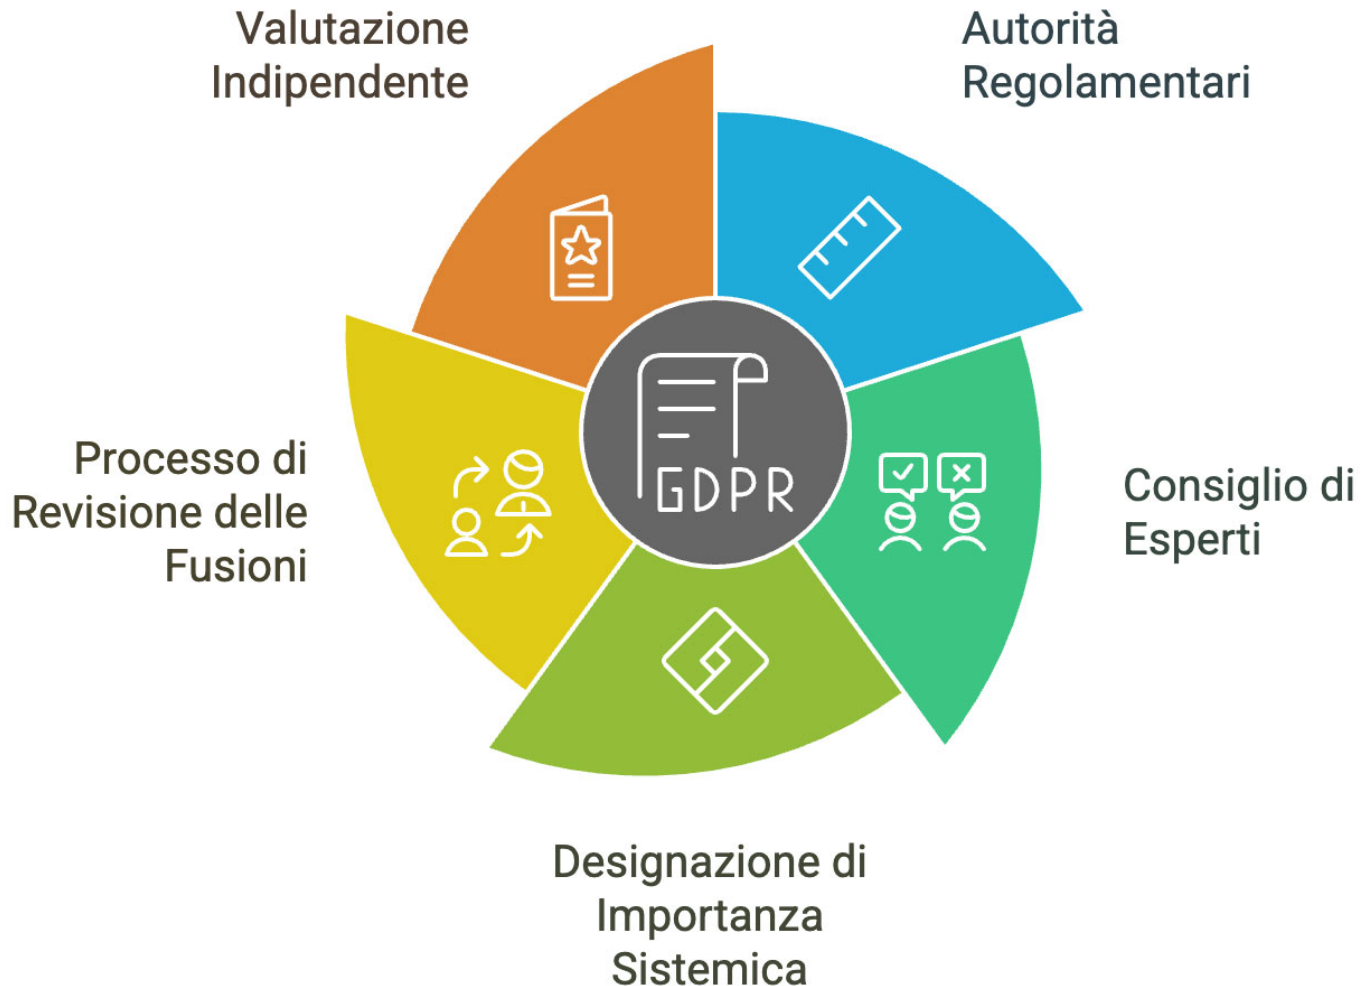 Valutazione
Indipendente
Autorità
Regolamentari
GDPR
Processo di
Revisione delle
Fusioni
Consiglio di
Esperti
Designazione di
Importanza
Sistemica